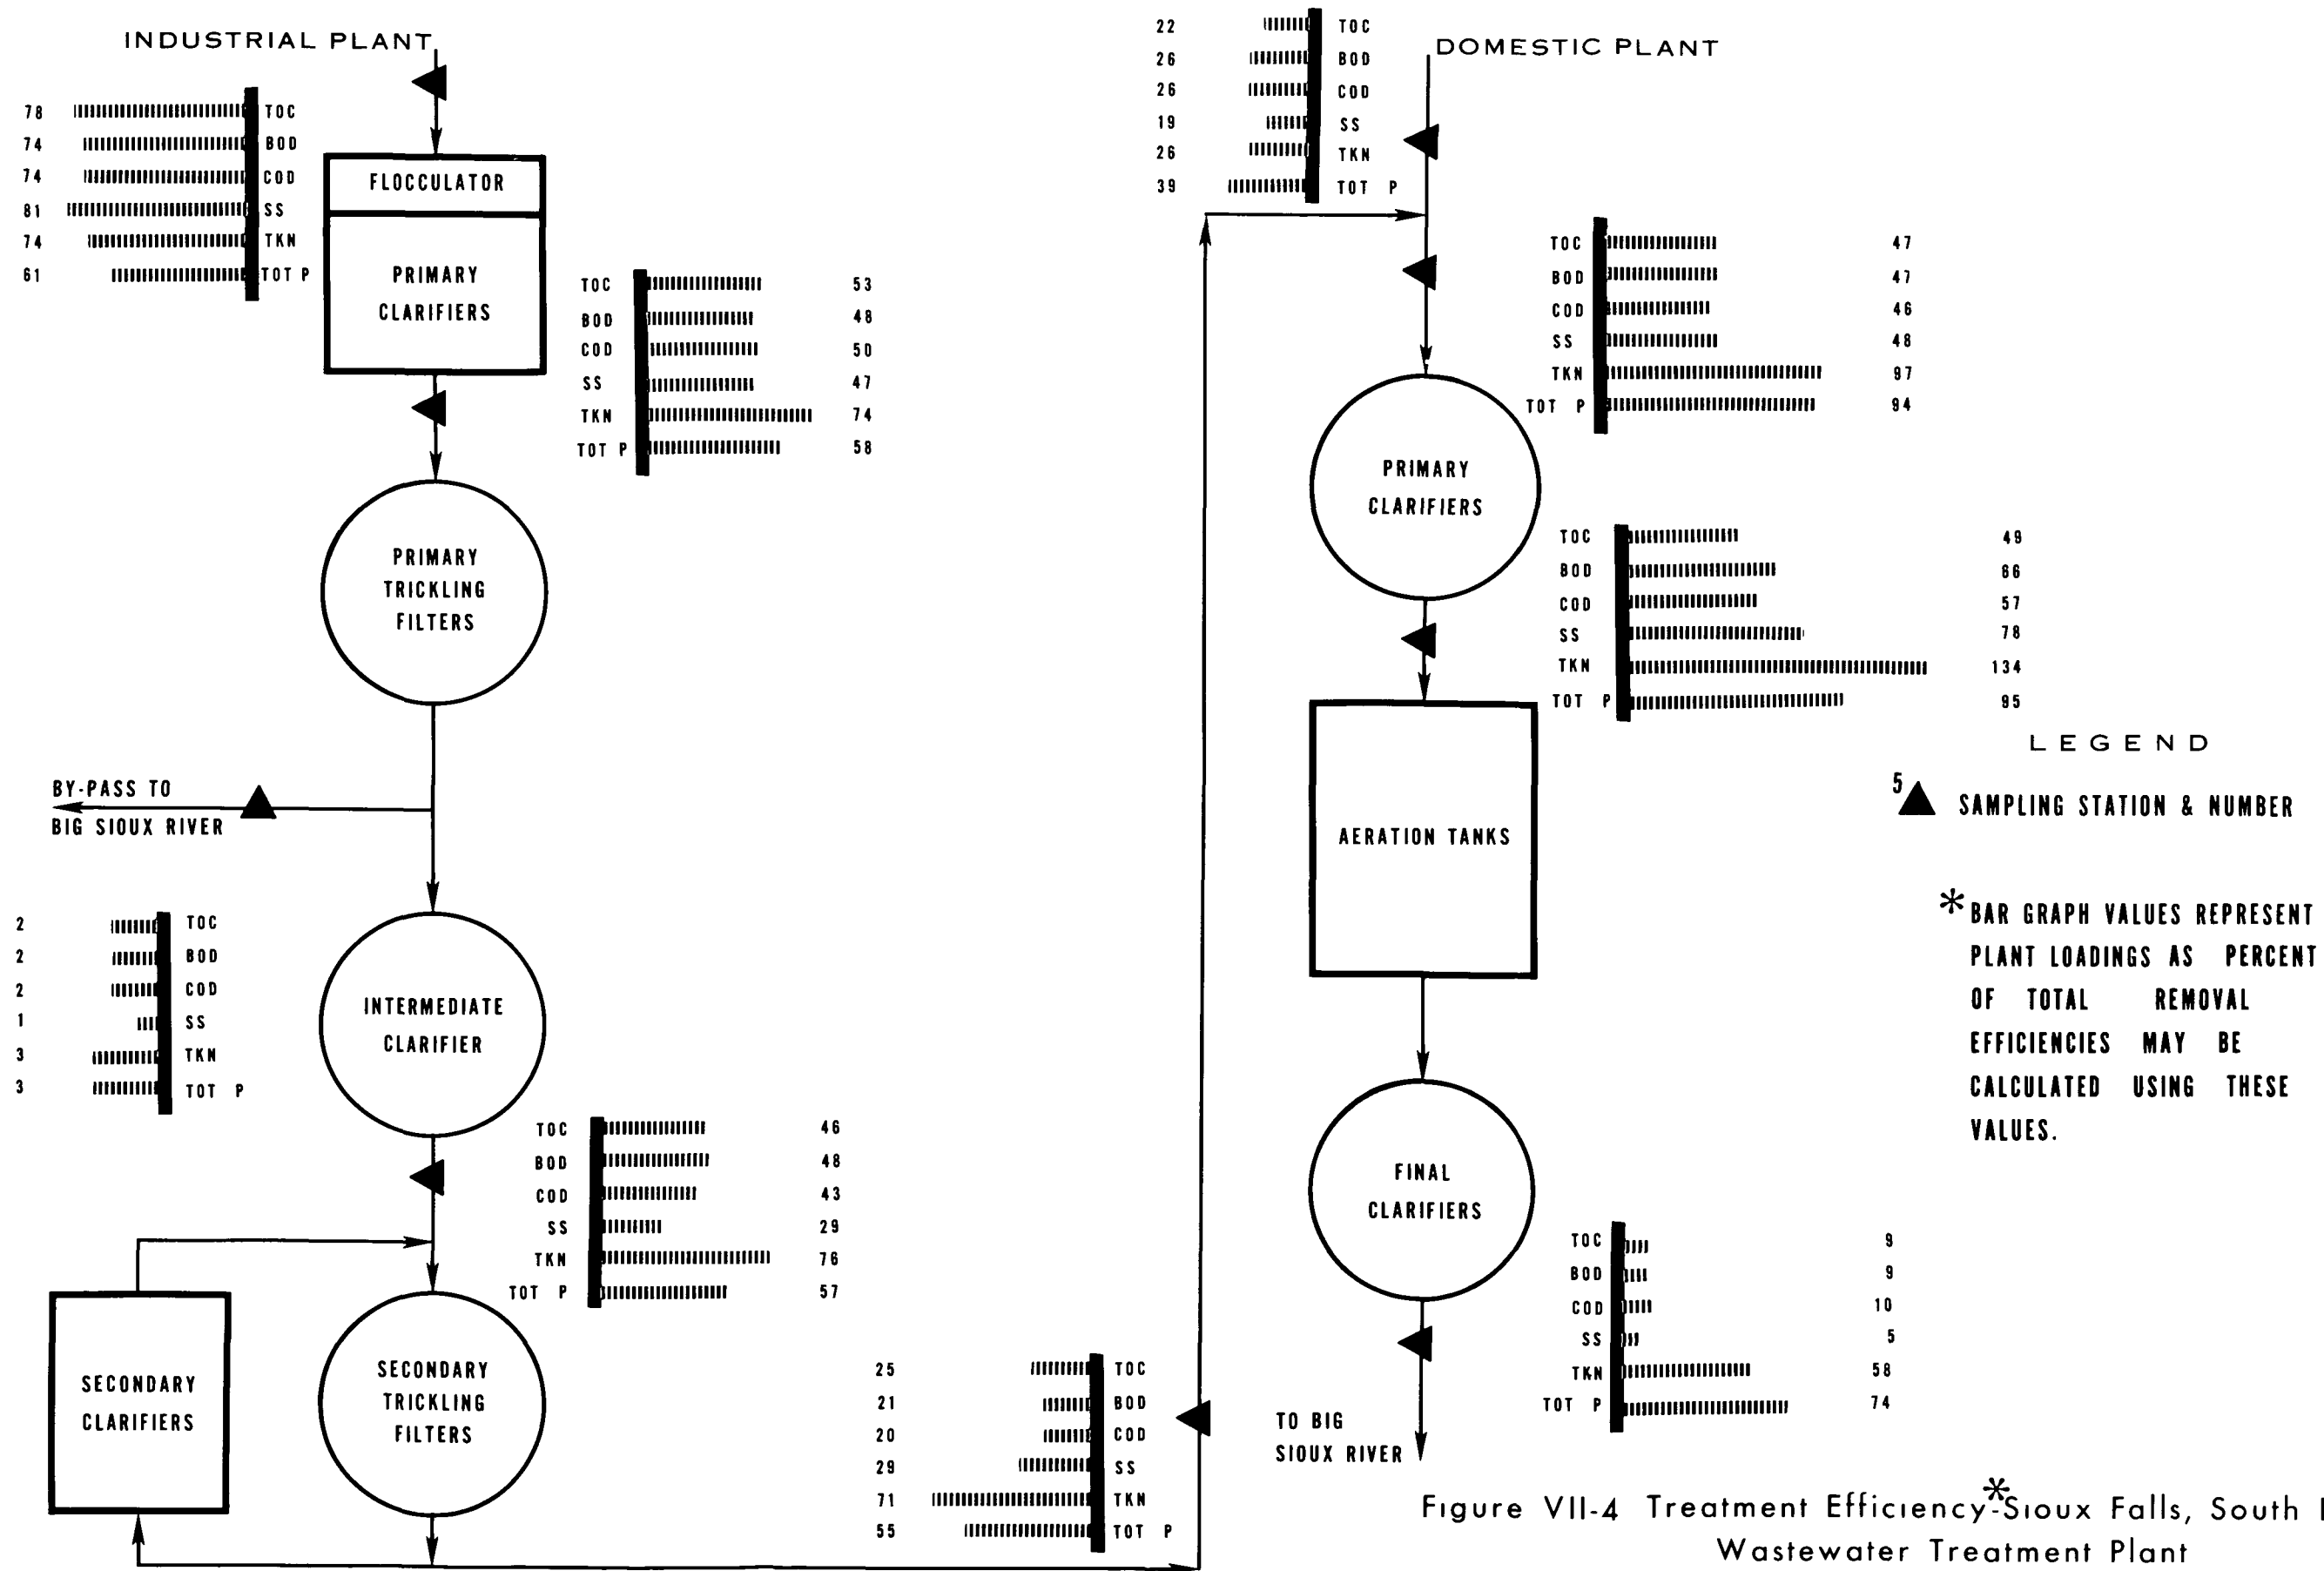 INDUSTRIAL PLANT
78 TOC
74 BOD
74 COD
81 SS
74 TKN
61 TOT P
FLOCCULATOR
PRIMARY
CLARIFIERS
TOC 53
BOD 48
COD 50
SS 47
TKN 74
TOT P 58
PRIMARY
TRICKLING
FILTERS
BY-PASS TO
BIG SIOUX RIVER
2 TOC
2 BOD
2 COD
1 SS
3 TKN
3 TOT P
INTERMEDIATE
CLARIFIER
TOC 46
BOD 48
COD 43
SS 29
TKN 76
TOT P 57
SECONDARY
CLARIFIERS
SECONDARY
TRICKLING
FILTERS
25 TOC
21 BOD
20 COD
29 SS
71 TKN
55 TOT P
22 TOC
26 BOD
26 COD
19 SS
26 TKN
39 TOT P
DOMESTIC PLANT
TOC 47
BOD 47
COD 46
SS 48
TKN 97
TOT P 94
PRIMARY
CLARIFIERS
TOC 49
BOD 66
COD 57
SS 78
TKN 134
TOT P 95
AERATION TANKS
FINAL
CLARIFIERS
TOC 9
BOD 9
COD 10
SS 5
TKN 58
TOT P 74
TO BIG
SIOUX RIVER
LEGEND
5
SAMPLING STATION & NUMBER
* BAR GRAPH VALUES REPRESENT
PLANT LOADINGS AS PERCENT
OF TOTAL REMOVAL
EFFICIENCIES MAY BE
CALCULATED USING THESE
VALUES.
Figure VII-4 Treatment Efficiency*-Sioux Falls, South
Wastewater Treatment Plant